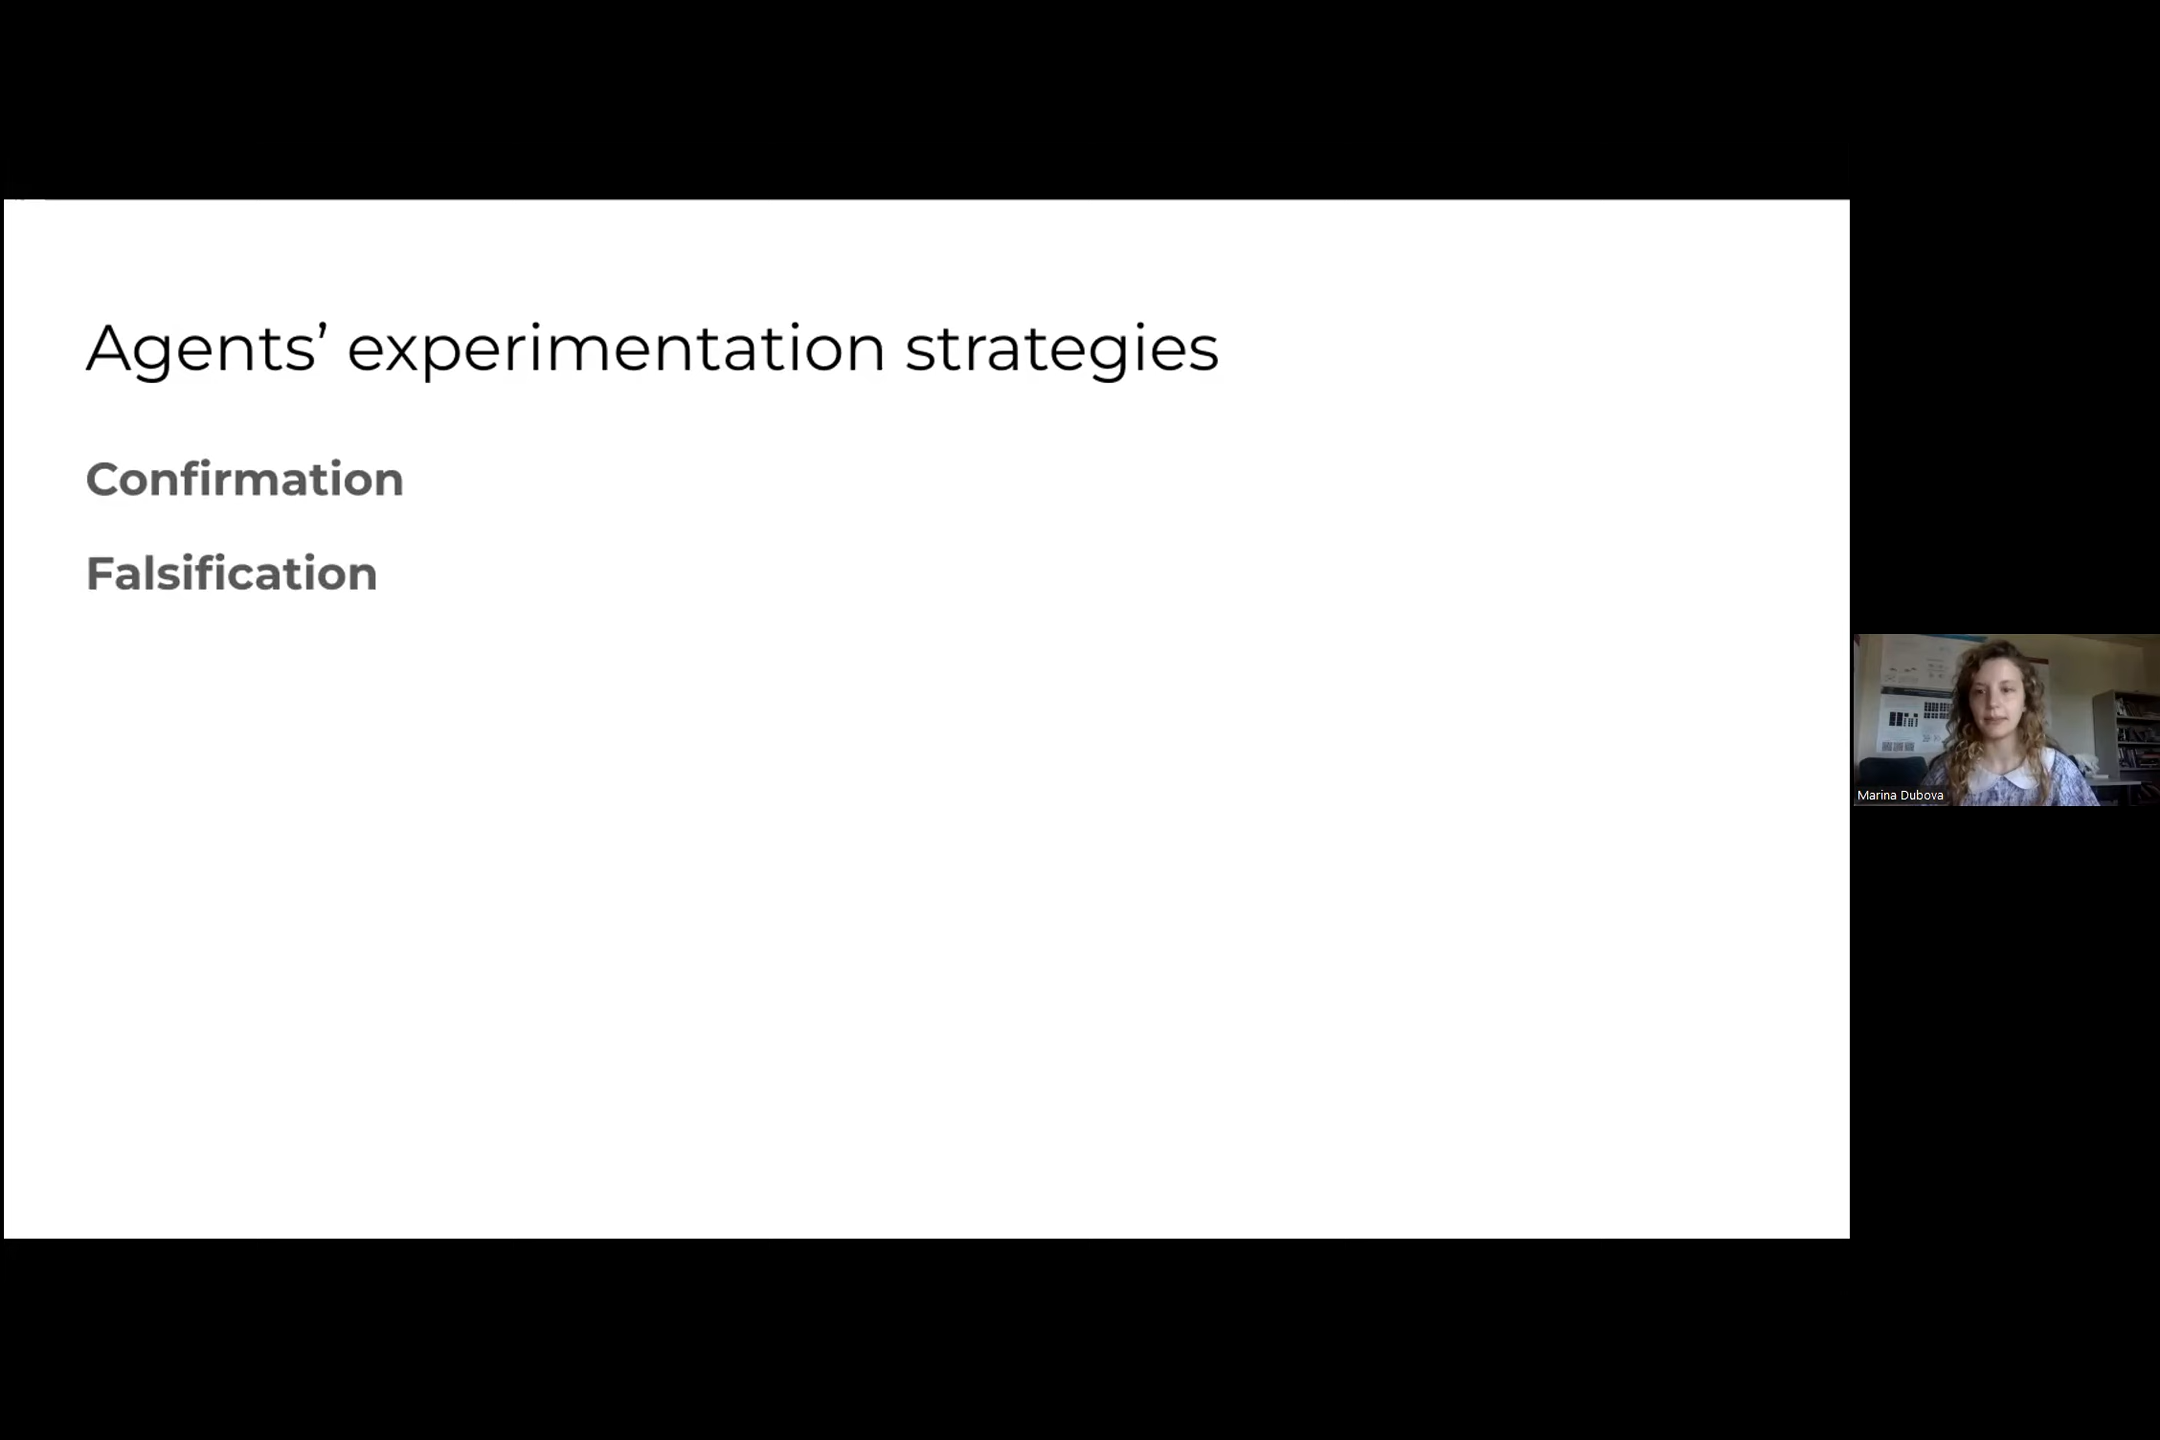 Agents’ experimentation strategies
Confirmation
Falsification
Marina Dubova